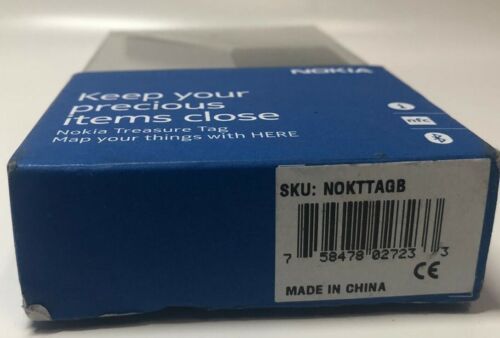 NOKIA
Keep your
precious
items close
Nokia Treasure Tag
Map your things with HERE
i
nfc
SKU: NOKTTAGB
7 58478 02723 3
CE
MADE IN CHINA